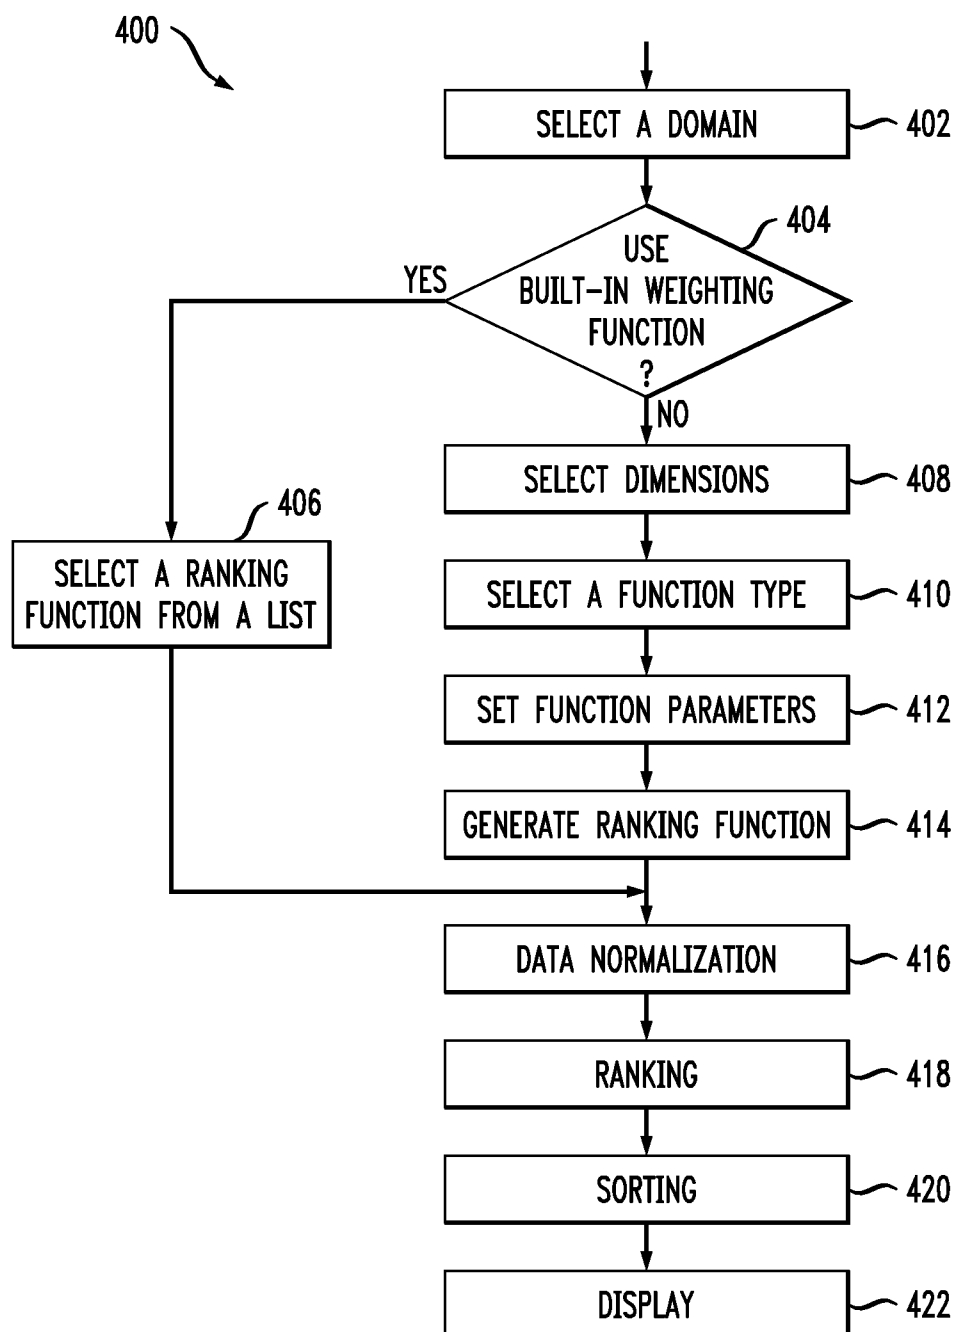 400
SELECT A DOMAIN
402
404
USE
BUILT-IN WEIGHTING
FUNCTION
?
YES
NO
SELECT DIMENSIONS
408
406
SELECT A RANKING
FUNCTION FROM A LIST
SELECT A FUNCTION TYPE
410
SET FUNCTION PARAMETERS
412
GENERATE RANKING FUNCTION
414
DATA NORMALIZATION
416
RANKING
418
SORTING
420
DISPLAY
422